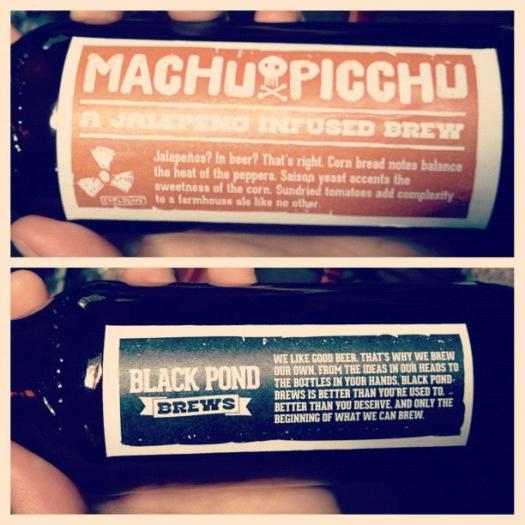 MACHU PICCHU
A JALEPENO INFUSED BREW
Jalapeños? In beer? That's right. Corn bread notes balance
the heat of the peppers. Saison yeast accents the
sweetness of the corn. Sundried tomatoes add complexity
to a farmhouse ale like no other.
BLACK POND
BREWS
WE LIKE GOOD BEER. THAT'S WHY WE BREW
OUR OWN. FROM THE IDEAS IN OUR HEADS TO
THE BOTTLES IN YOUR HANDS, BLACK POND
BREWS IS BETTER THAN YOU'RE USED TO,
BETTER THAN YOU DESERVE, AND ONLY THE
BEGINNING OF WHAT WE CAN BREW.